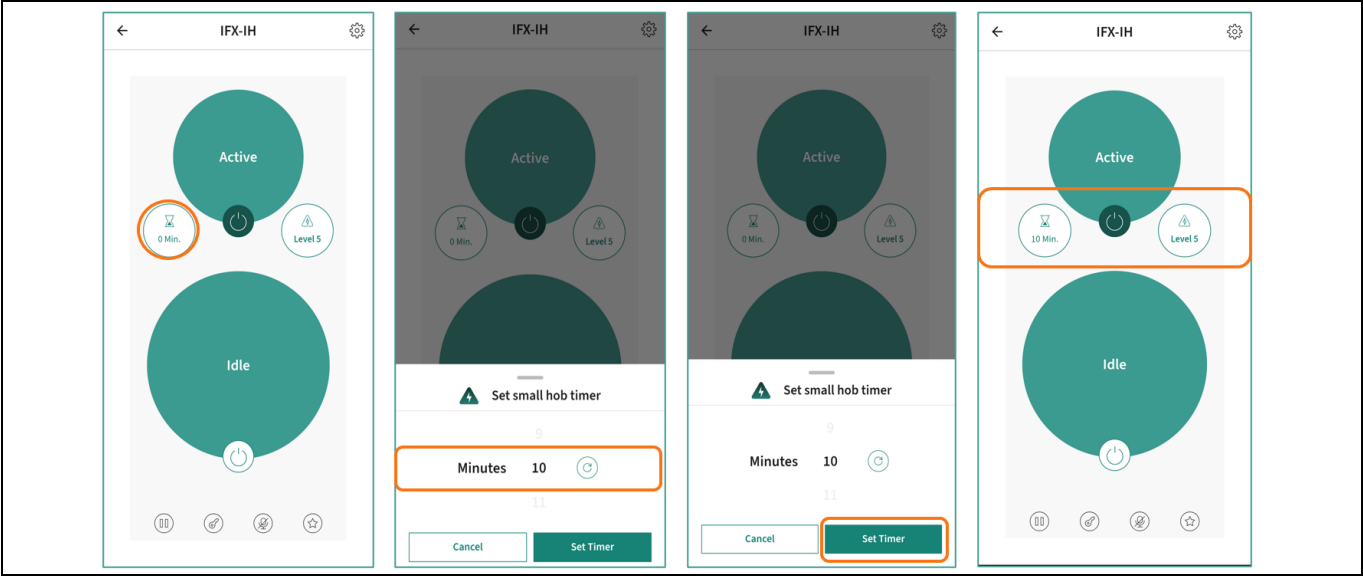 IFX-IH
Active
0 Min.
Level 5
Idle
IFX-IH
Active
0 Min.
Level 5
Set small hob timer
9
Minutes 10
11
Cancel Set Timer
IFX-IH
Active
0 Min.
Level 5
Set small hob timer
9
Minutes 10
11
Cancel Set Timer
IFX-IH
Active
10 Min.
Level 5
Idle